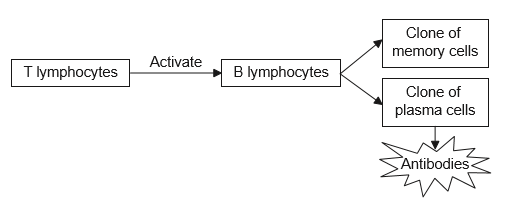 T lymphocytes
Activate
B lymphocytes
Clone of
memory cells
Clone of
plasma cells
Antibodies